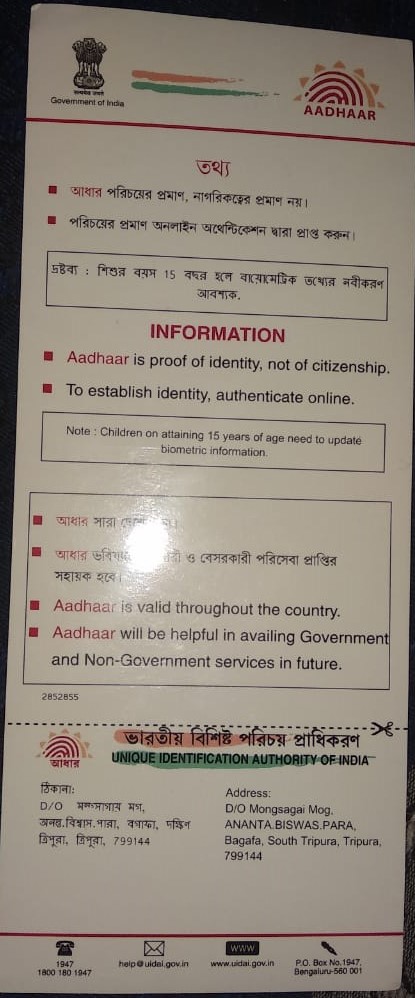 सत्यमेव जयते
Government of India
AADHAAR
তথ্য
আধার পরিচয়ের প্রমাণ, নাগরিকত্বের প্রমাণ নয়।
পরিচয়ের প্রমাণ অনলাইন অথেন্টিকেশন দ্বারা প্রাপ্ত করুন।
দ্রষ্টব্য : শিশুর বয়স 15 বছর হলে বায়োমেট্রিক তথ্যের নবীকরণ
আবশ্যক.
INFORMATION
Aadhaar is proof of identity, not of citizenship.
To establish identity, authenticate online.
Note : Children on attaining 15 years of age need to update
biometric information.
আধার সারা
আধার ও বেসরকারী পরিসেবা প্রাপ্তির
সহায়ক হবে।
Aadhaar is valid throughout the country.
Aadhaar will be helpful in availing Government
and Non-Government services in future.
2852855
ভারতীয় বিশিষ্ট পরিচয় প্রাধিকরণ
আধার
UNIQUE IDENTIFICATION AUTHORITY OF INDIA
ঠিকানা:
D/O মগ,
অনন্ত.বিশ্বাস.পারা, বগাফা, দক্ষিণ
ত্রিপুরা, ত্রিপুরা, 799144
Address:
D/O Mongsagai Mog,
ANANTA.BISWAS.PARA,
Bagafa, South Tripura, Tripura,
799144
1947
1800 180 1947
help@uidai.gov.in
www
www.uidai.gov.in
P.O. Box No.1947,
Bengaluru-560 001